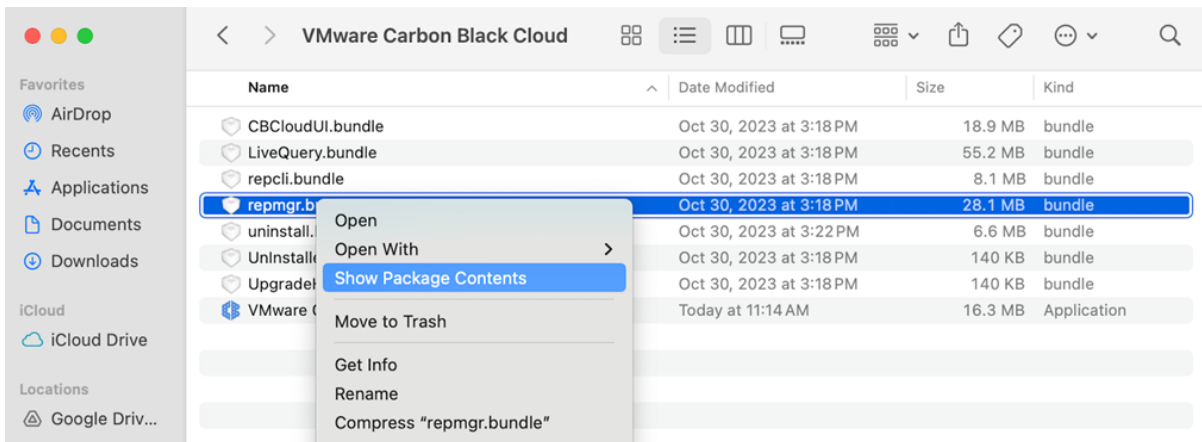 VMware Carbon Black Cloud
Favorites
AirDrop
Recents
Applications
Documents
Downloads
iCloud
iCloud Drive
Locations
Google Driv...
Name Date Modified Size Kind
CBCloudUI.bundle Oct 30, 2023 at 3:18 PM 18.9 MB bundle
LiveQuery.bundle Oct 30, 2023 at 3:18 PM 55.2 MB bundle
repcli.bundle Oct 30, 2023 at 3:18 PM 8.1 MB bundle
repmgr.b Oct 30, 2023 at 3:18 PM 28.1 MB bundle
uninstall. Oct 30, 2023 at 3:22 PM 6.6 MB bundle
UnInstalle Oct 30, 2023 at 3:18 PM 140 KB bundle
Upgrade Oct 30, 2023 at 3:18 PM 140 KB bundle
VMware Today at 11:14 AM 16.3 MB Application
Open
Open With
Show Package Contents
Move to Trash
Get Info
Rename
Compress “repmgr.bundle”